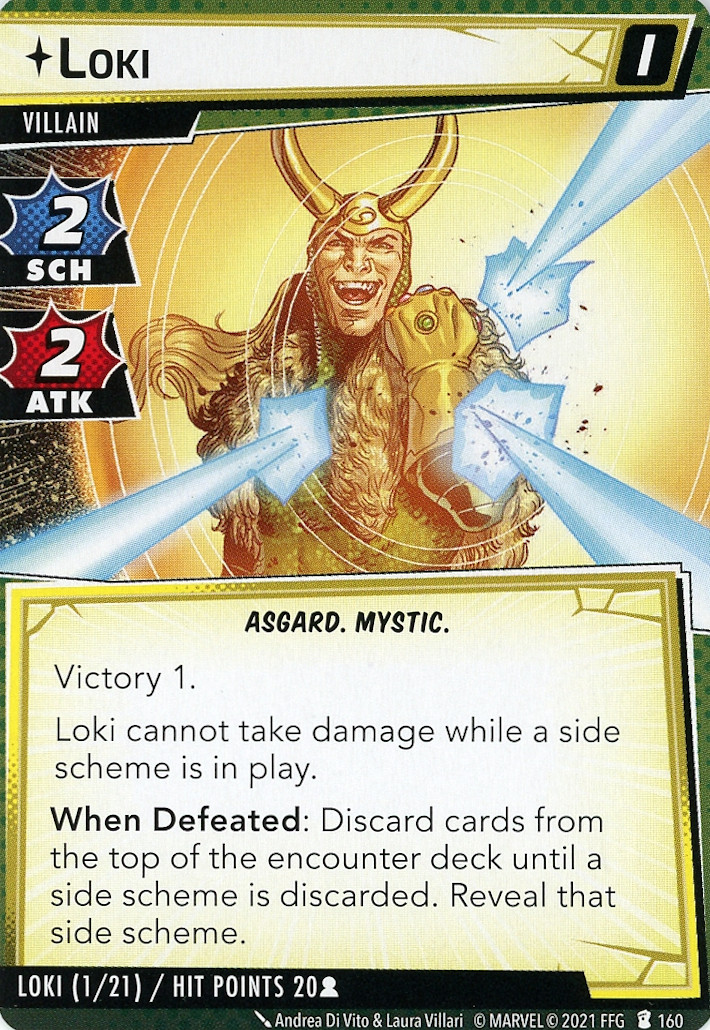 Loki
I
VILLAIN
2
SCH
2
ATK
ASGARD. MYSTIC.
Victory 1.
Loki cannot take damage while a side
scheme is in play.
When Defeated: Discard cards from
the top of the encounter deck until a
side scheme is discarded. Reveal that
side scheme.
LOKI (1/21) / HIT POINTS 20
Andrea Di Vito & Laura Villari © MARVEL © 2021 FFG 160